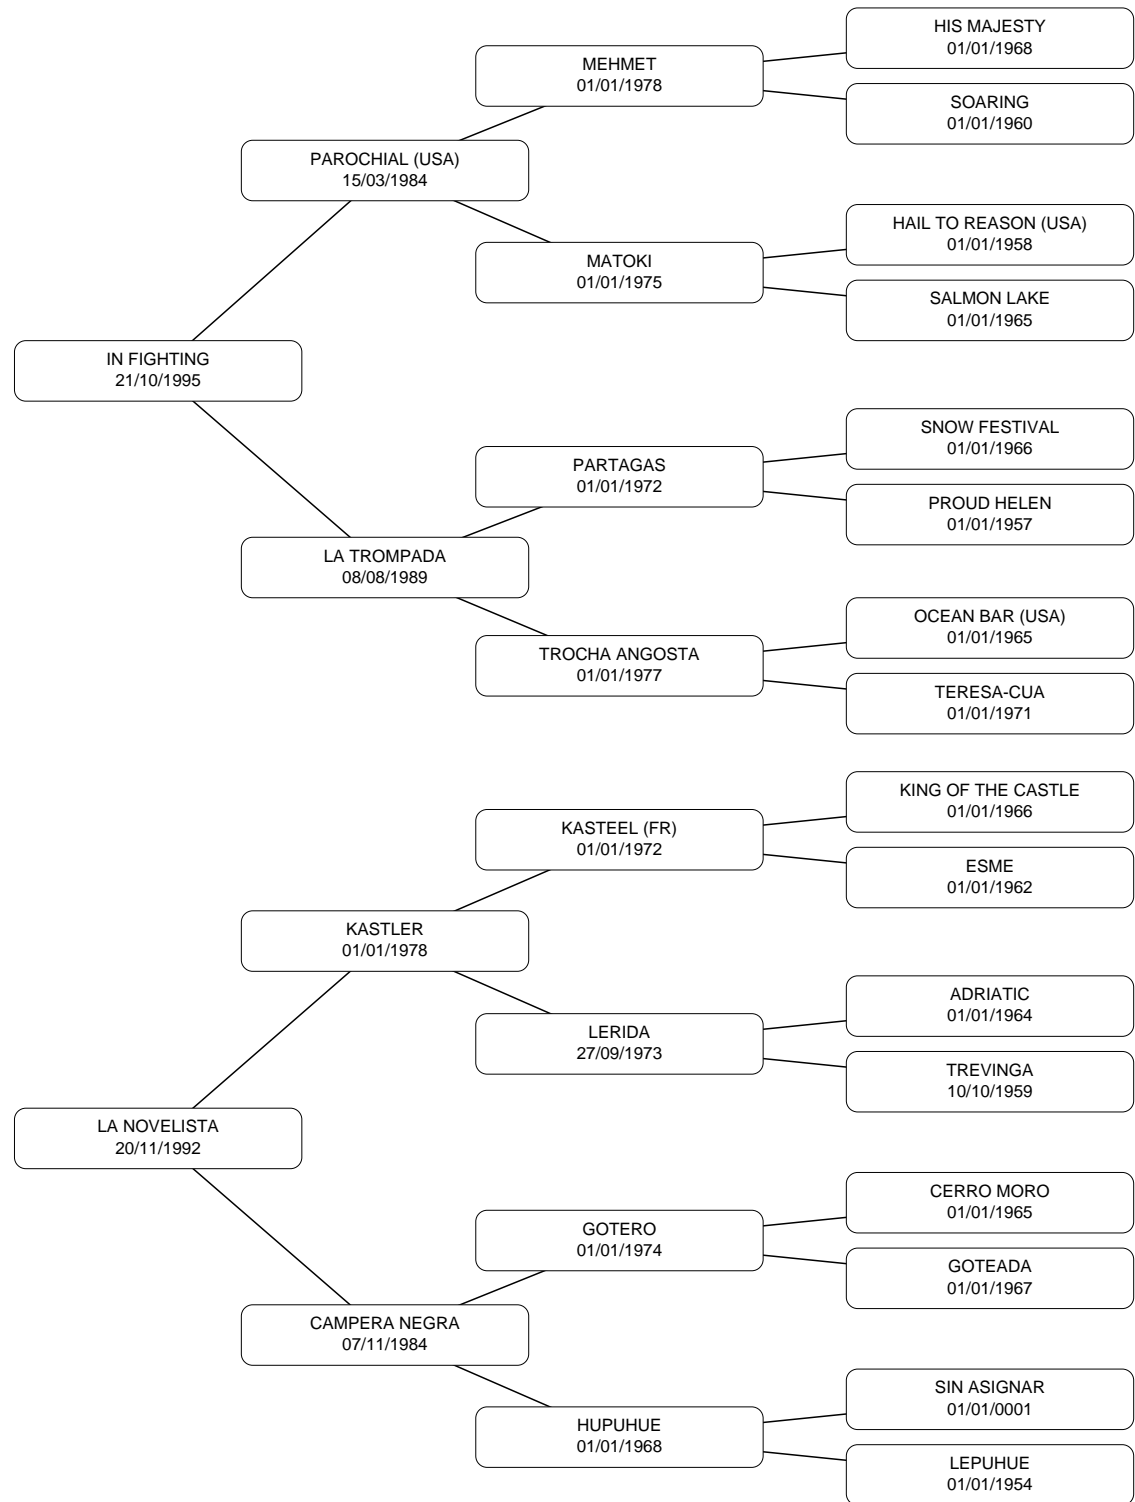 HIS MAJESTY
01/01/1968
MEHMET
01/01/1978
SOARING
01/01/1960
PAROCHIAL (USA)
15/03/1984
HAIL TO REASON (USA)
01/01/1958
MATOKI
01/01/1975
SALMON LAKE
01/01/1965
IN FIGHTING
21/10/1995
SNOW FESTIVAL
01/01/1966
PARTAGAS
01/01/1972
PROUD HELEN
01/01/1957
LA TROMPADA
08/08/1989
OCEAN BAR (USA)
01/01/1965
TROCHA ANGOSTA
01/01/1977
TERESA-CUA
01/01/1971
KING OF THE CASTLE
01/01/1966
KASTEEL (FR)
01/01/1972
ESME
01/01/1962
KASTLER
01/01/1978
ADRIATIC
01/01/1964
LERIDA
27/09/1973
TREVINGA
10/10/1959
LA NOVELISTA
20/11/1992
CERRO MORO
01/01/1965
GOTERO
01/01/1974
GOTEADA
01/01/1967
CAMPERA NEGRA
07/11/1984
SIN ASIGNAR
01/01/0001
HUPUHUE
01/01/1968
LEPUHUE
01/01/1954